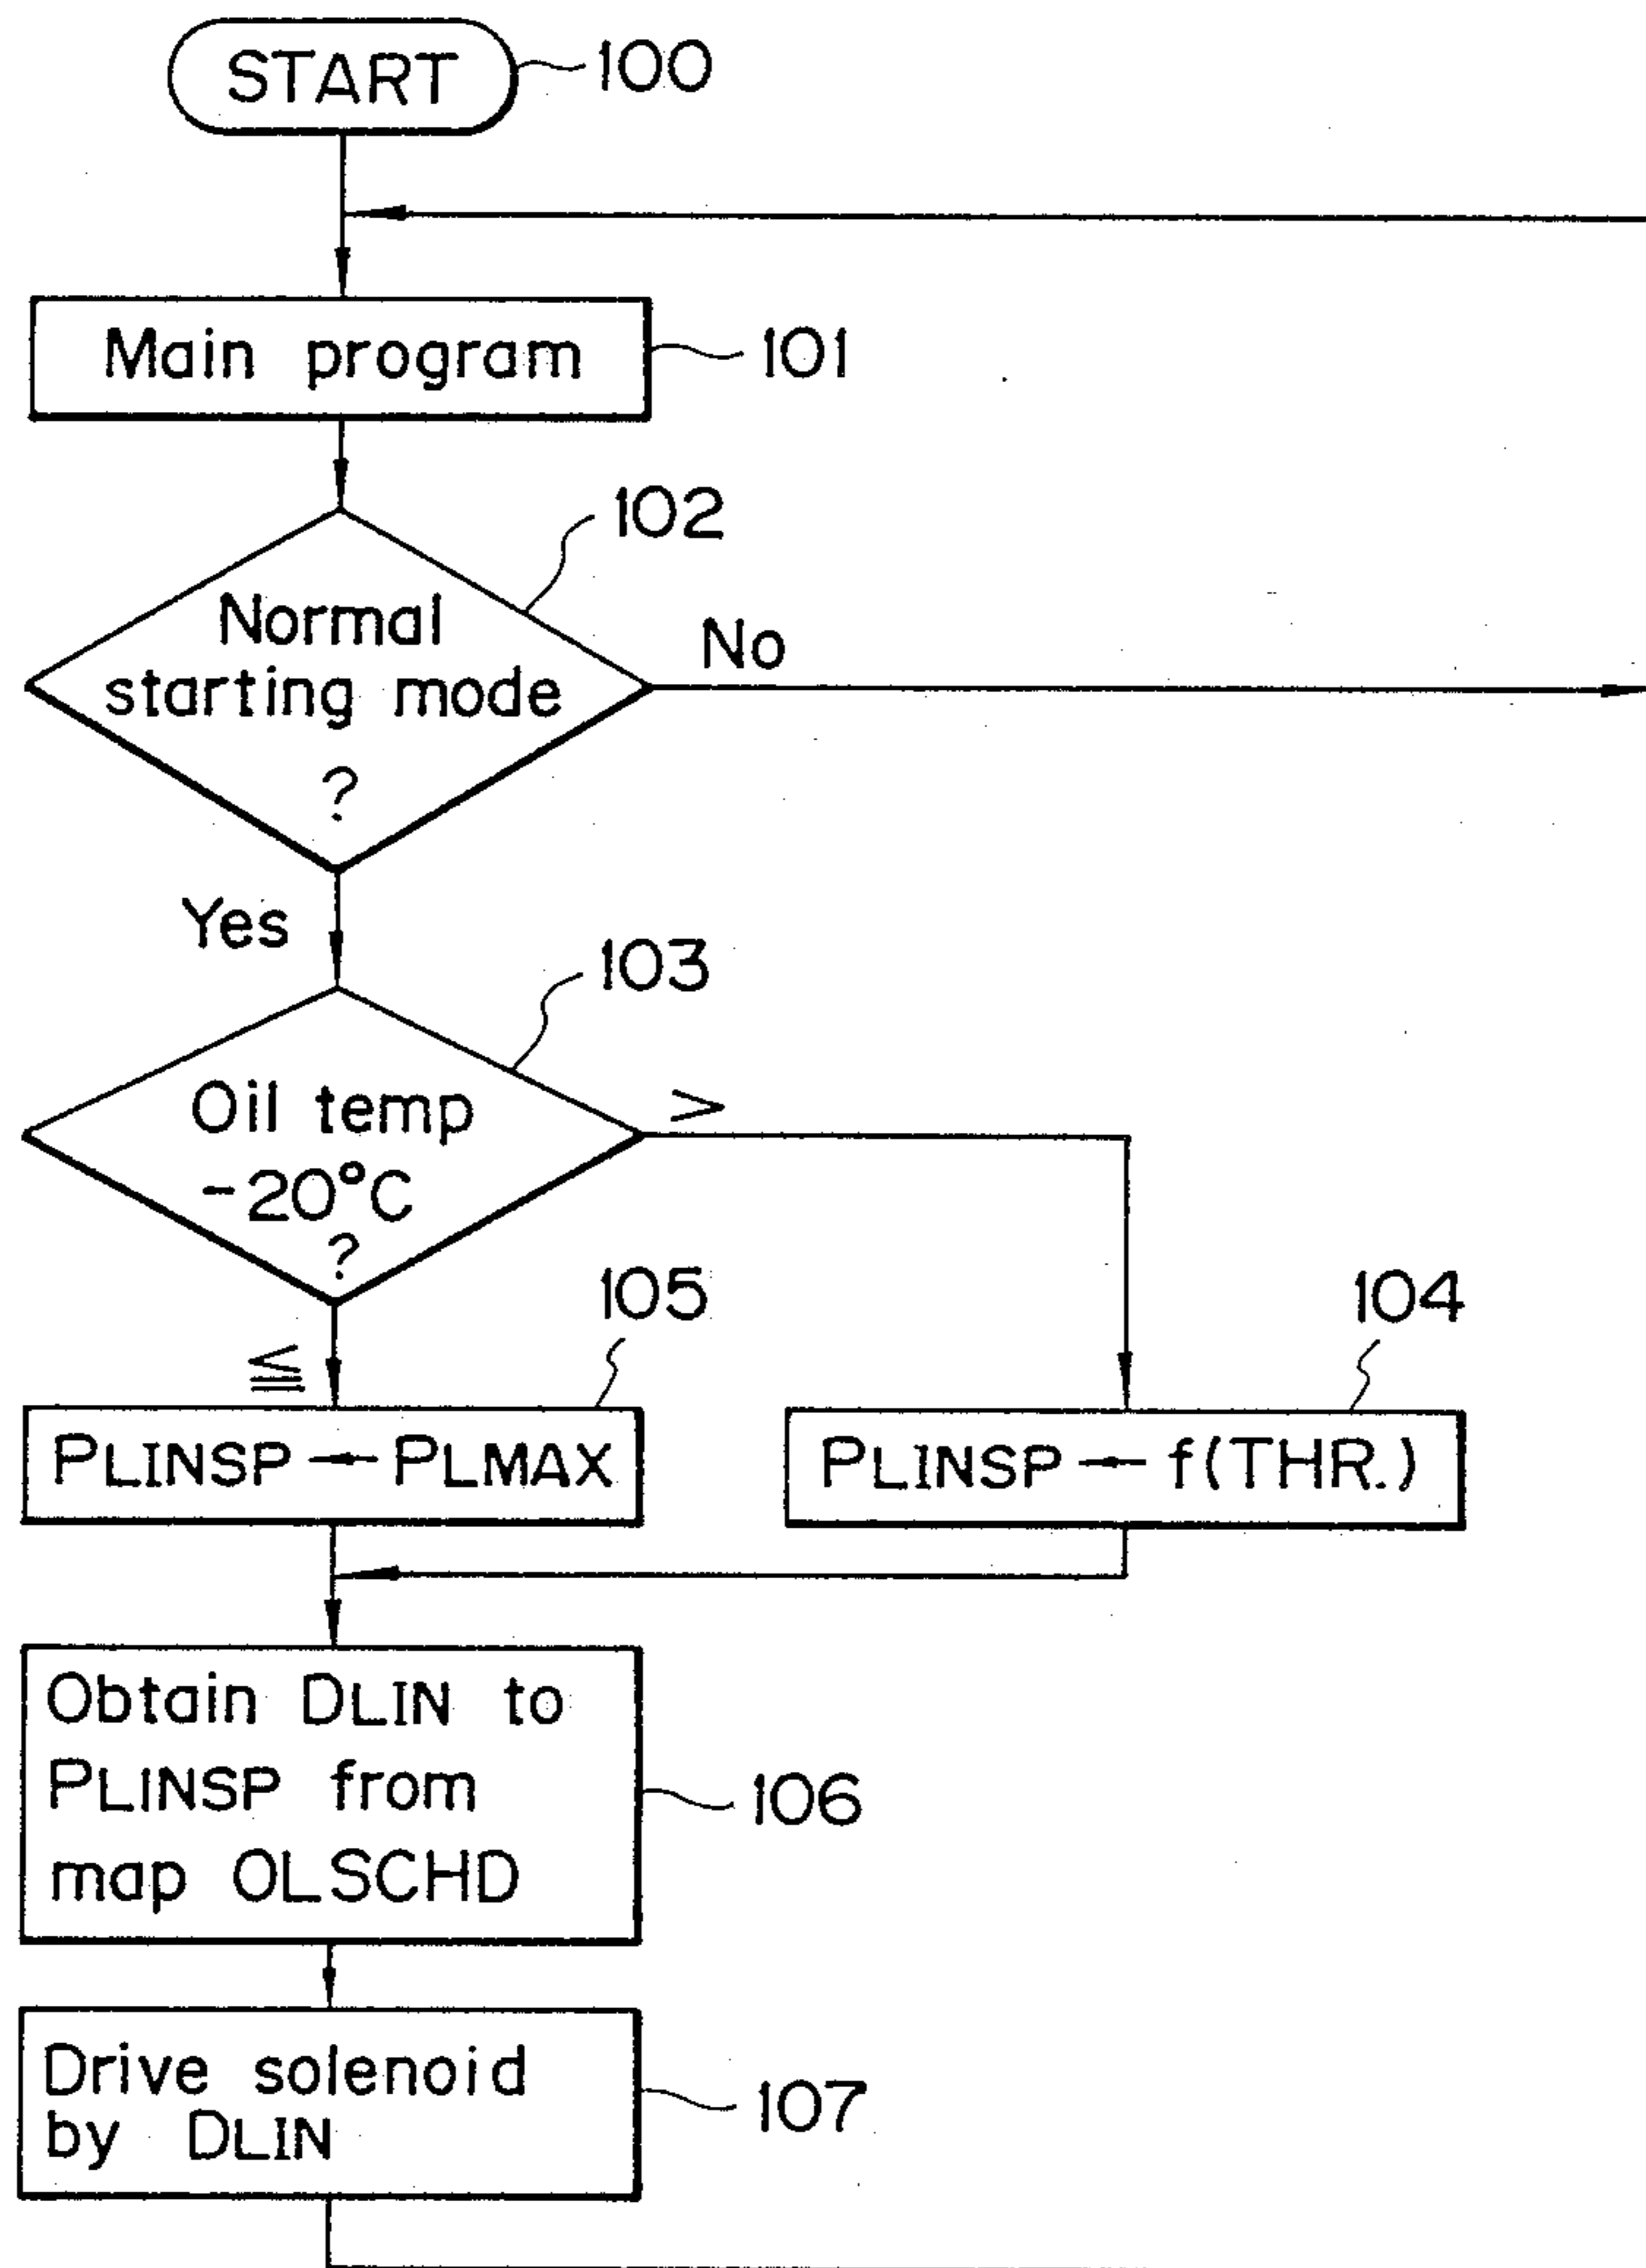 START
100
Main program
101
102
Normal
starting mode
?
No
Yes
103
Oil temp
-20°C
?
>
≦
105
104
PLINSP ← PLMAX
PLINSP ← f(THR.)
Obtain DLIN to
PLINSP from
map OLSCHD
106
Drive solenoid
by DLIN
107